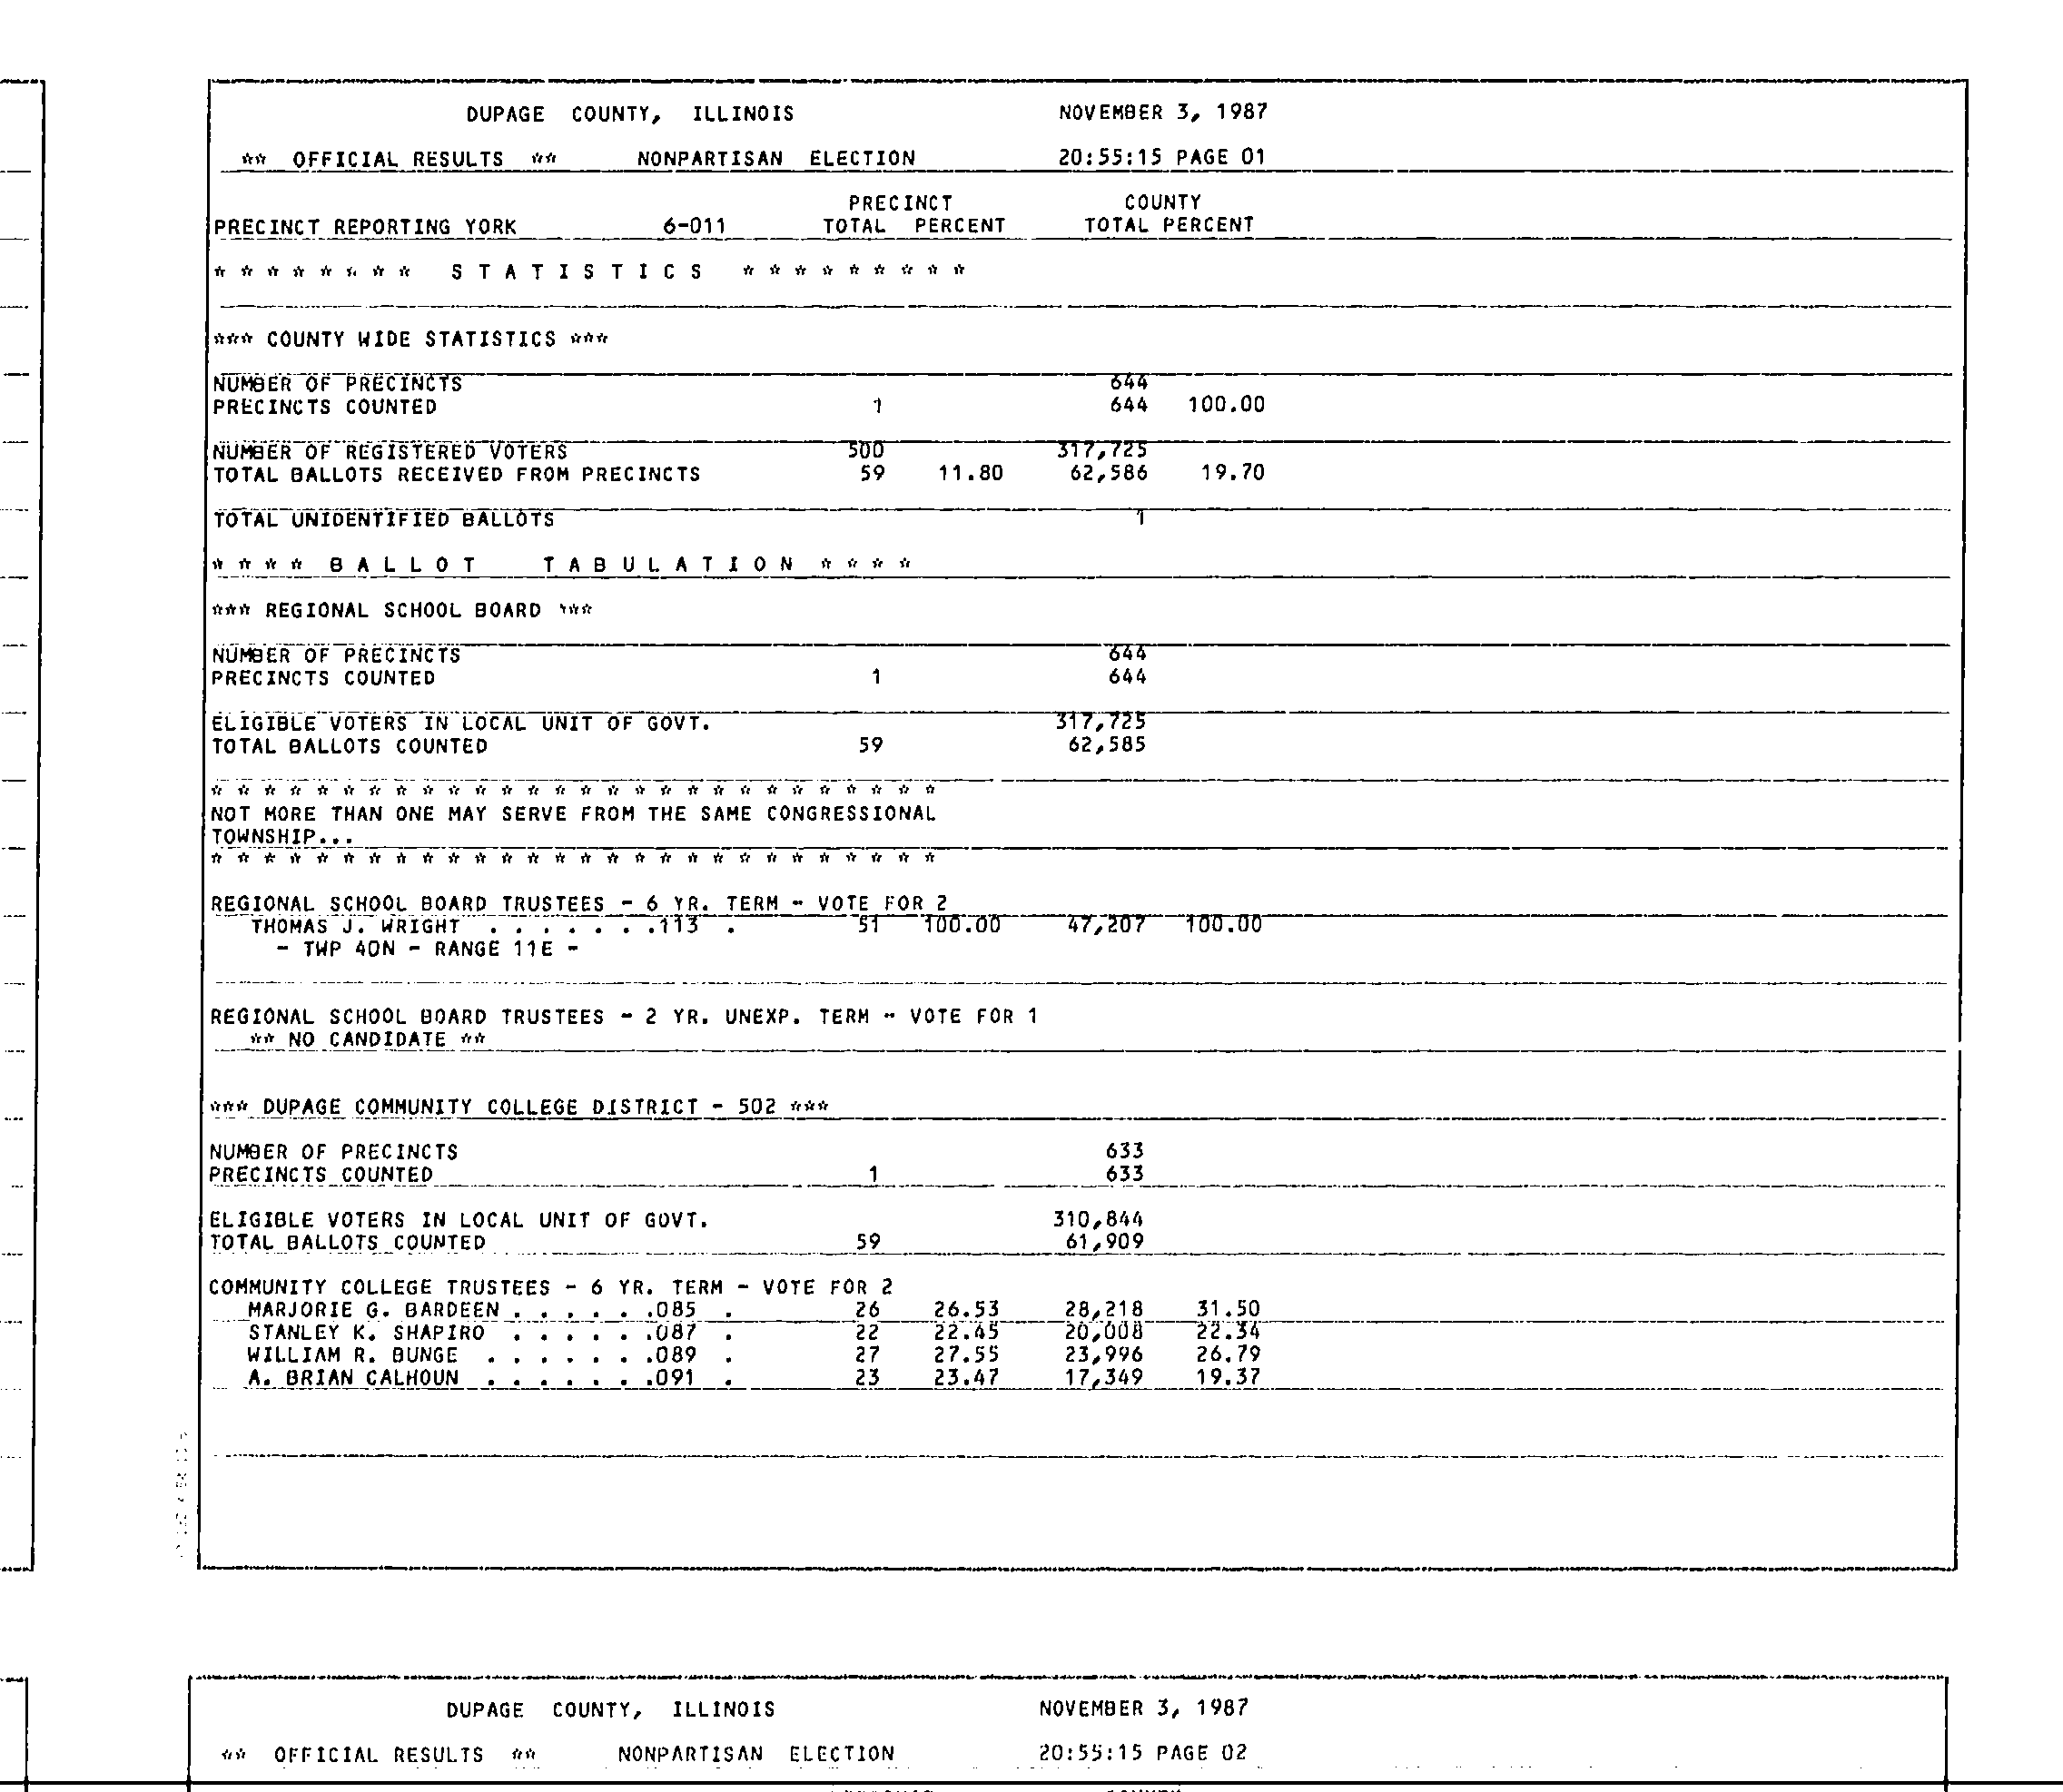 DUPAGE COUNTY, ILLINOIS NOVEMBER 3, 1987
** OFFICIAL RESULTS ** NONPARTISAN ELECTION 20:55:15 PAGE 01
PRECINCT COUNTY
PRECINCT REPORTING YORK 6-011 TOTAL PERCENT TOTAL PERCENT
* * * * * * * * S T A T I S T I C S * * * * * * * * *
*** COUNTY WIDE STATISTICS ***
NUMBER OF PRECINCTS 644
PRECINCTS COUNTED 1 644 100.00
NUMBER OF REGISTERED VOTERS 500 317,725
TOTAL BALLOTS RECEIVED FROM PRECINCTS 59 11.80 62,586 19.70
TOTAL UNIDENTIFIED BALLOTS 1
* * * * B A L L O T T A B U L A T I O N * * * *
*** REGIONAL SCHOOL BOARD ***
NUMBER OF PRECINCTS 644
PRECINCTS COUNTED 1 644
ELIGIBLE VOTERS IN LOCAL UNIT OF GOVT. 317,725
TOTAL BALLOTS COUNTED 59 62,585
* * * * * * * * * * * * * * * * * * * * * * * * * * * *
NOT MORE THAN ONE MAY SERVE FROM THE SAME CONGRESSIONAL
TOWNSHIP...
* * * * * * * * * * * * * * * * * * * * * * * * * * * *
REGIONAL SCHOOL BOARD TRUSTEES - 6 YR. TERM - VOTE FOR 2
THOMAS J. WRIGHT . . . . . . .113 . 51 100.00 47,207 100.00
- TWP 40N - RANGE 11E -
REGIONAL SCHOOL BOARD TRUSTEES - 2 YR. UNEXP. TERM - VOTE FOR 1
** NO CANDIDATE **
*** DUPAGE COMMUNITY COLLEGE DISTRICT - 502 ***
NUMBER OF PRECINCTS 633
PRECINCTS COUNTED 1 633
ELIGIBLE VOTERS IN LOCAL UNIT OF GOVT. 310,844
TOTAL BALLOTS COUNTED 59 61,909
COMMUNITY COLLEGE TRUSTEES - 6 YR. TERM - VOTE FOR 2
MARJORIE G. BARDEEN . . . . . .085 . 26 26.53 28,218 31.50
STANLEY K. SHAPIRO . . . . . .087 . 22 22.45 20,008 22.34
WILLIAM R. BUNGE . . . . . . .089 . 27 27.55 23,996 26.79
A. BRIAN CALHOUN . . . . . . .091 . 23 23.47 17,349 19.37
DUPAGE COUNTY, ILLINOIS NOVEMBER 3, 1987
** OFFICIAL RESULTS ** NONPARTISAN ELECTION 20:55:15 PAGE 02